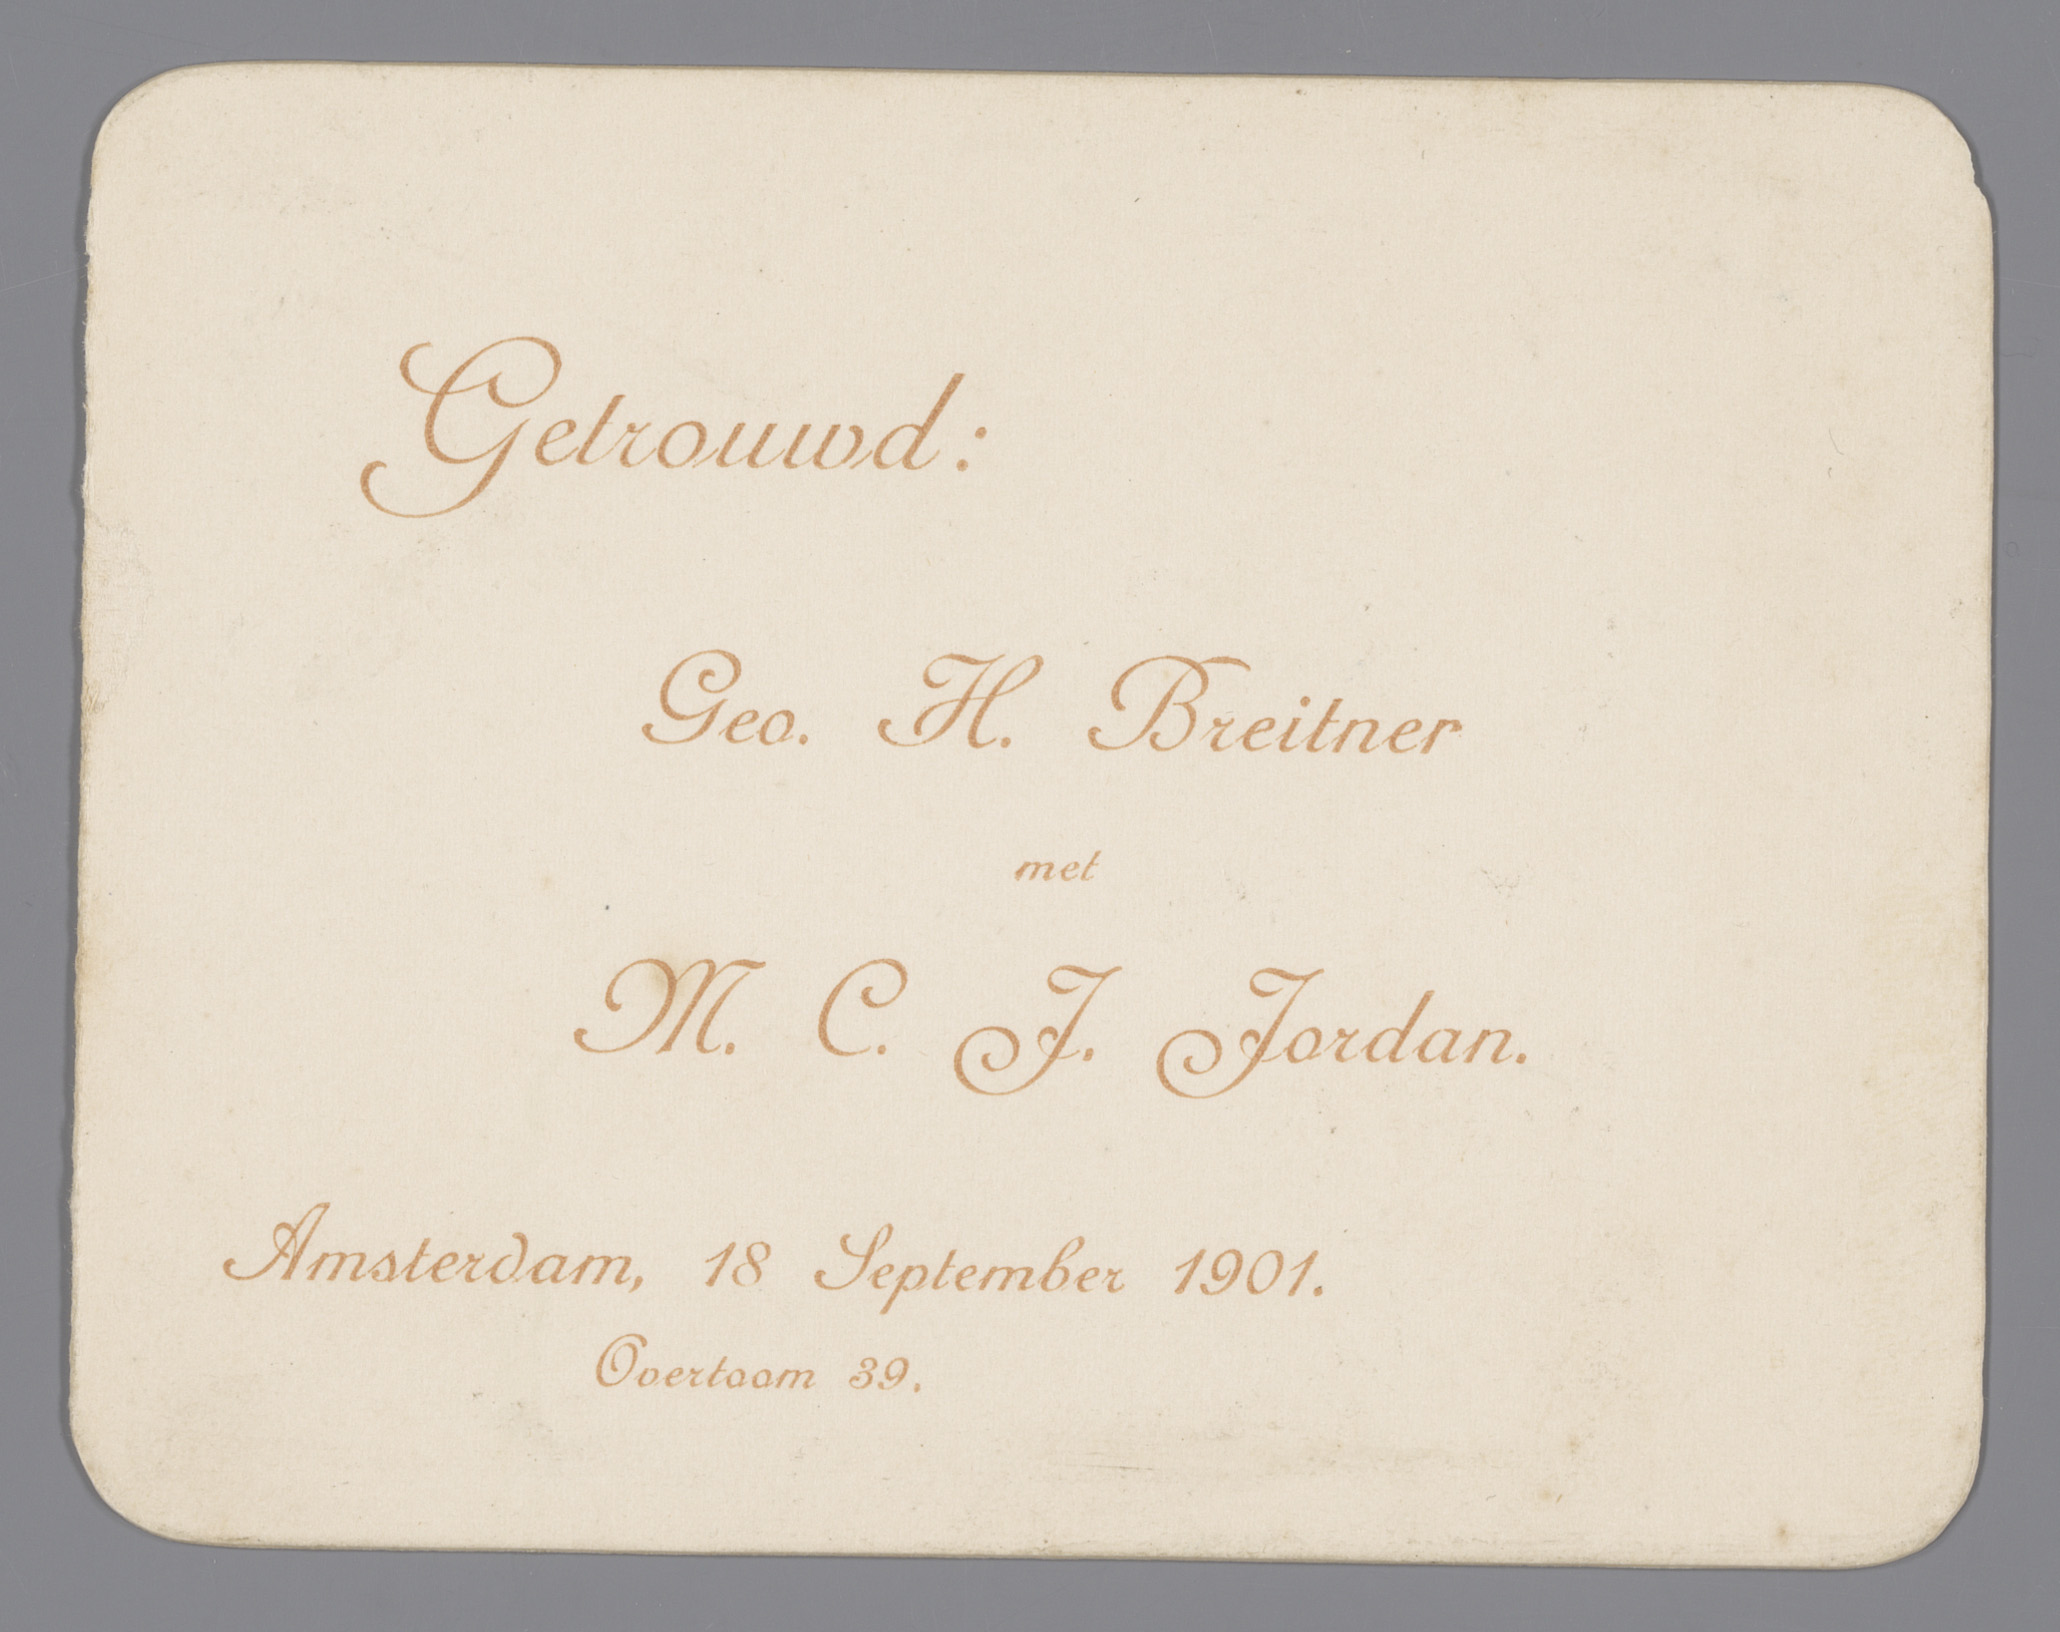 Getrouwd:
Geo. H. Breitner
met
M. C. J. Jordan.
Amsterdam, 18 September 1901.
Overtoom 39.